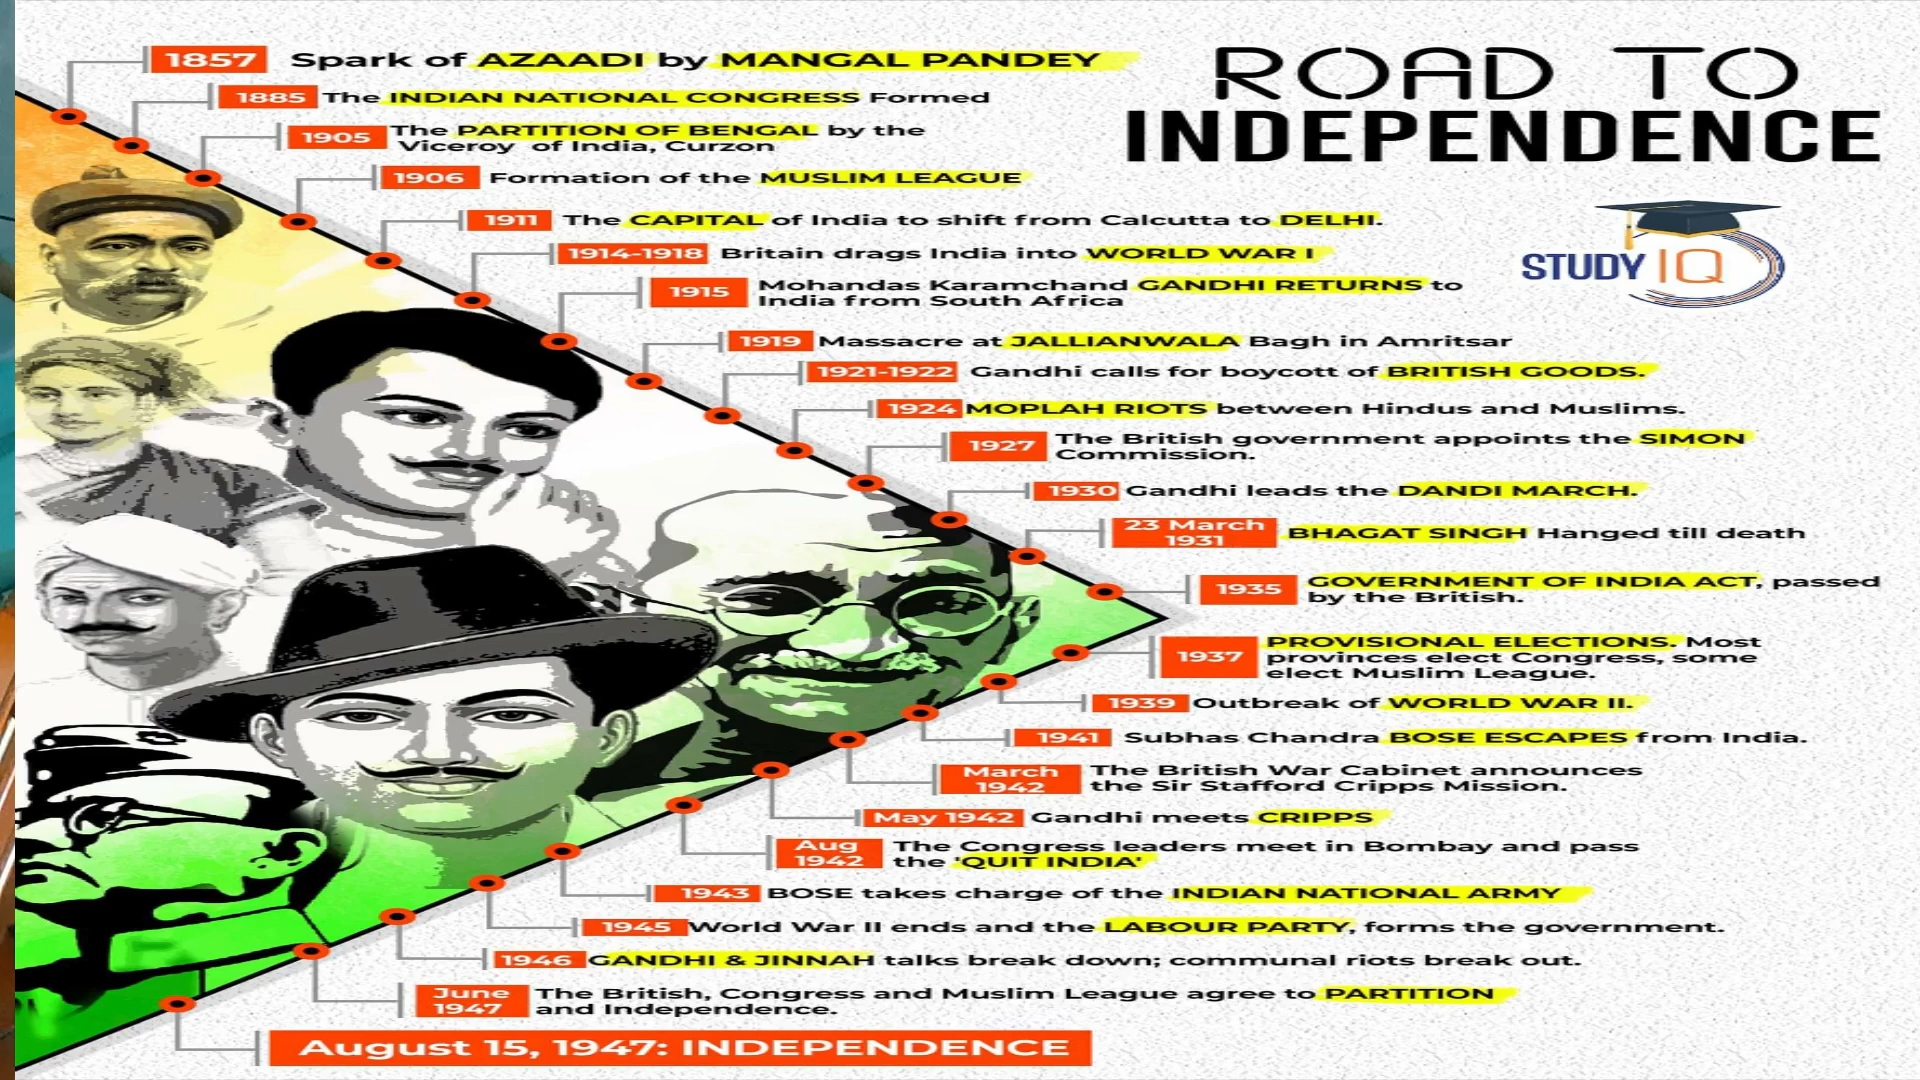 ROAD TO
INDEPENDENCE
STUDY IQ
1857 Spark of AZAADI by MANGAL PANDEY
1885 The INDIAN NATIONAL CONGRESS Formed
1905 The PARTITION OF BENGAL by the
Viceroy of India, Curzon
1906 Formation of the MUSLIM LEAGUE
1911 The CAPITAL of India to shift from Calcutta to DELHI.
1914-1918 Britain drags India into WORLD WAR I
1915 Mohandas Karamchand GANDHI RETURNS to
India from South Africa
1919 Massacre at JALLIANWALA Bagh in Amritsar
1921-1922 Gandhi calls for boycott of BRITISH GOODS.
1924 MOPLAH RIOTS between Hindus and Muslims.
1927 The British government appoints the SIMON
Commission.
1930 Gandhi leads the DANDI MARCH.
23 March
1931 BHAGAT SINGH Hanged till death
1935 GOVERNMENT OF INDIA ACT, passed
by the British.
1937 PROVISIONAL ELECTIONS. Most
provinces elect Congress, some
elect Muslim League.
1939 Outbreak of WORLD WAR II.
1941 Subhas Chandra BOSE ESCAPES from India.
March
1942 The British War Cabinet announces
the Sir Stafford Cripps Mission.
May 1942 Gandhi meets CRIPPS
Aug
1942 The Congress leaders meet in Bombay and pass
the 'QUIT INDIA'
1943 BOSE takes charge of the INDIAN NATIONAL ARMY
1945 World War II ends and the LABOUR PARTY, forms the government.
1946 GANDHI & JINNAH talks break down; communal riots break out.
June
1947 The British, Congress and Muslim League agree to PARTITION
and Independence.
August 15, 1947: INDEPENDENCE